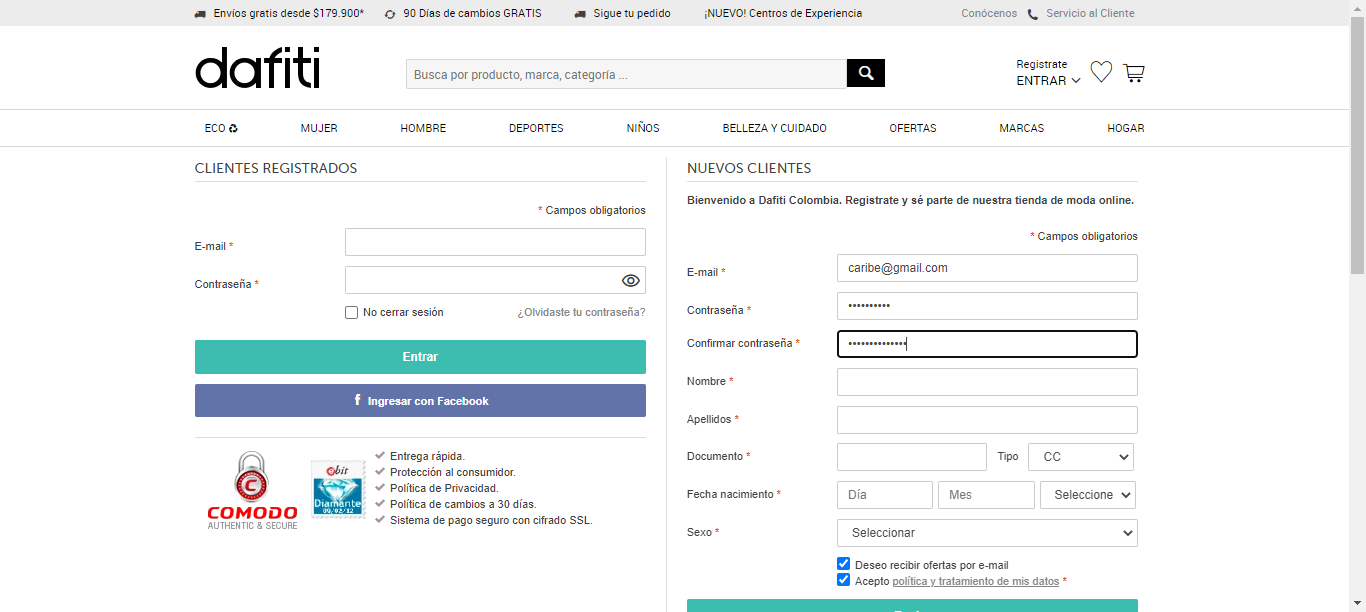 Envíos gratis desde $179.900* 90 Días de cambios GRATIS Sigue tu pedido ¡NUEVO! Centros de Experiencia Conócenos Servicio al Cliente
dafiti
Busca por producto, marca, categoría ...
Registrate
ENTRAR
ECO MUJER HOMBRE DEPORTES NIÑOS BELLEZA Y CUIDADO OFERTAS MARCAS HOGAR
CLIENTES REGISTRADOS
* Campos obligatorios
E-mail *
Contraseña *
No cerrar sesión ¿Olvidaste tu contraseña?
Entrar
f Ingresar con Facebook
COMODO
AUTHENTIC & SECURE
ebit
Diamante
09/02/12
Entrega rápida.
Protección al consumidor.
Política de Privacidad.
Política de cambios a 30 días.
Sistema de pago seguro con cifrado SSL.
NUEVOS CLIENTES
Bienvenido a Dafiti Colombia. Registrate y sé parte de nuestra tienda de moda online.
* Campos obligatorios
E-mail * caribe@gmail.com
Contraseña * ••••••••••
Confirmar contraseña * ••••••••••••••
Nombre *
Apellidos *
Documento * Tipo CC
Fecha nacimiento * Día Mes Seleccione
Sexo * Seleccionar
Deseo recibir ofertas por e-mail
Acepto política y tratamiento de mis datos *